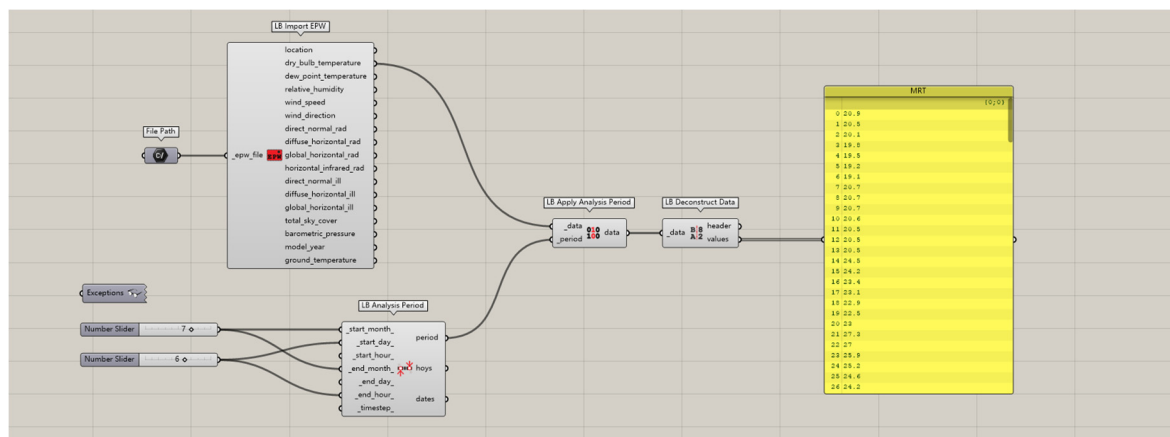 LB Import EPW
location
dry_bulb_temperature
dew_point_temperature
relative_humidity
wind_speed
wind_direction
direct_normal_rad
diffuse_horizontal_rad
_epw_file EPW global_horizontal_rad
horizontal_infrared_rad
direct_normal_ill
diffuse_horizontal_ill
global_horizontal_ill
total_sky_cover
barometric_pressure
model_year
ground_temperature
File Path
C/
Exceptions
Number Slider 7
Number Slider 6
LB Analysis Period
_start_month_
_start_day_
_start_hour_
_end_month_
_end_day_
_end_hour_
_timestep_
period
hoys
dates
LB Apply Analysis Period
_data
_period
010
100
data
LB Deconstruct Data
_data
B 8
A 2
header
values
MRT
{0;0}
0 20.9
1 20.5
2 20.1
3 19.8
4 19.5
5 19.2
6 19.1
7 20.7
8 20.7
9 20.7
10 20.6
11 20.5
12 20.5
13 20.5
14 24.5
15 24.2
16 23.4
17 23.1
18 22.9
19 22.5
20 23
21 27.3
22 27
23 25.9
24 25.2
25 24.6
26 24.2